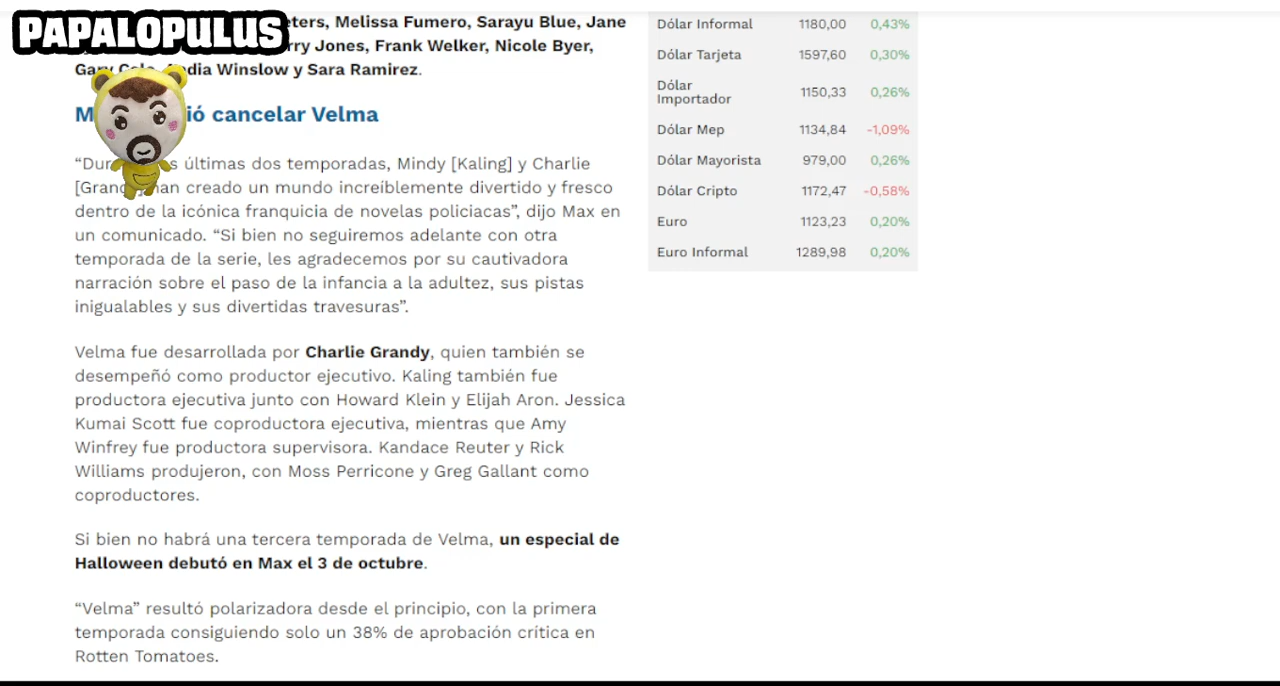 PAPALOPULUS
eters, Melissa Fumero, Sarayu Blue, Jane
rry Jones, Frank Welker, Nicole Byer,
Winslow y Sara Ramirez.
cancelar Velma
últimas dos temporadas, Mindy [Kaling] y Charlie
han creado un mundo increíblemente divertido y fresco
dentro de la icónica franquicia de novelas policiacas”, dijo Max en
un comunicado. “Si bien no seguiremos adelante con otra
temporada de la serie, les agradecemos por su cautivadora
narración sobre el paso de la infancia a la adultez, sus pistas
inigualables y sus divertidas travesuras”.
Velma fue desarrollada por Charlie Grandy, quien también se
desempeñó como productor ejecutivo. Kaling también fue
productora ejecutiva junto con Howard Klein y Elijah Aron. Jessica
Kumai Scott fue coproductora ejecutiva, mientras que Amy
Winfrey fue productora supervisora. Kandace Reuter y Rick
Williams produjeron, con Moss Perricone y Greg Gallant como
coproductores.
Si bien no habrá una tercera temporada de Velma, un especial de
Halloween debutó en Max el 3 de octubre.
“Velma” resultó polarizadora desde el principio, con la primera
temporada consiguiendo solo un 38% de aprobación crítica en
Rotten Tomatoes.
Dólar Informal 1180,00 0,43%
Dólar Tarjeta 1597,60 0,30%
Dólar
Importador 1150,33 0,26%
Dólar Mep 1134,84 -1,09%
Dólar Mayorista 979,00 0,26%
Dólar Cripto 1172,47 -0,58%
Euro 1123,23 0,20%
Euro Informal 1289,98 0,20%